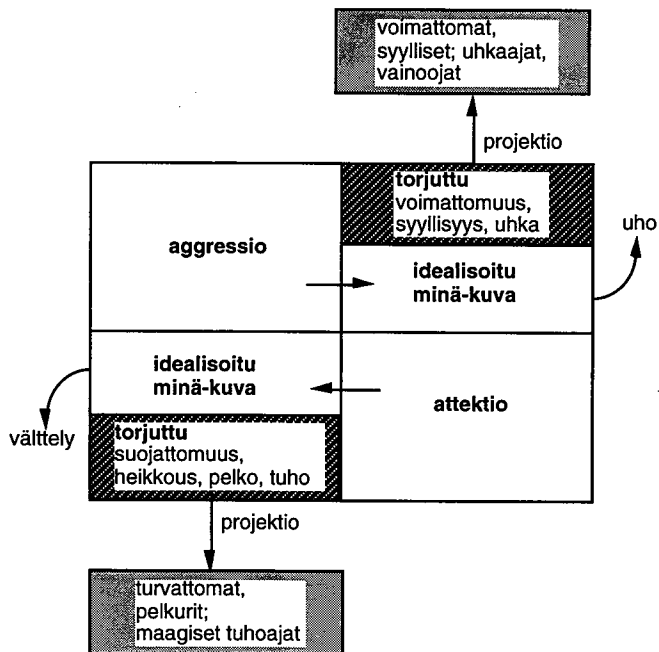 voimattomat,
syylliset; uhkaajat,
vainoojat
projektio
torjuttu
voimattomuus,
syyllisyys, uhka
uho
aggressio
idealisoitu
minä-kuva
idealisoitu
minä-kuva
attektio
välttely
torjuttu
suojattomuus,
heikkous, pelko, tuho
projektio
turvattomat,
pelkurit;
maagiset tuhoajat